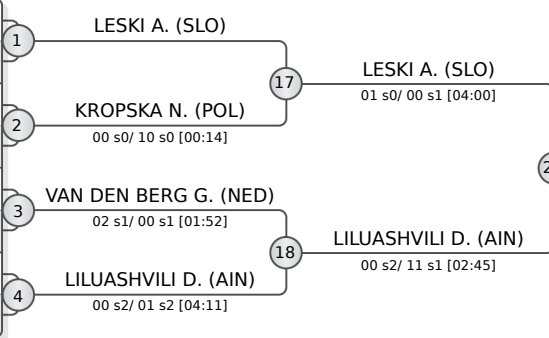 LESKI A. (SLO)
1
17
LESKI A. (SLO)
01 s0/ 00 s1 [04:00]
KROPSKA N. (POL)
2
00 s0/ 10 s0 [00:14]
2
VAN DEN BERG G. (NED)
3
02 s1/ 00 s1 [01:52]
18
LILUASHVILI D. (AIN)
00 s2/ 11 s1 [02:45]
LILUASHVILI D. (AIN)
4
00 s2/ 01 s2 [04:11]